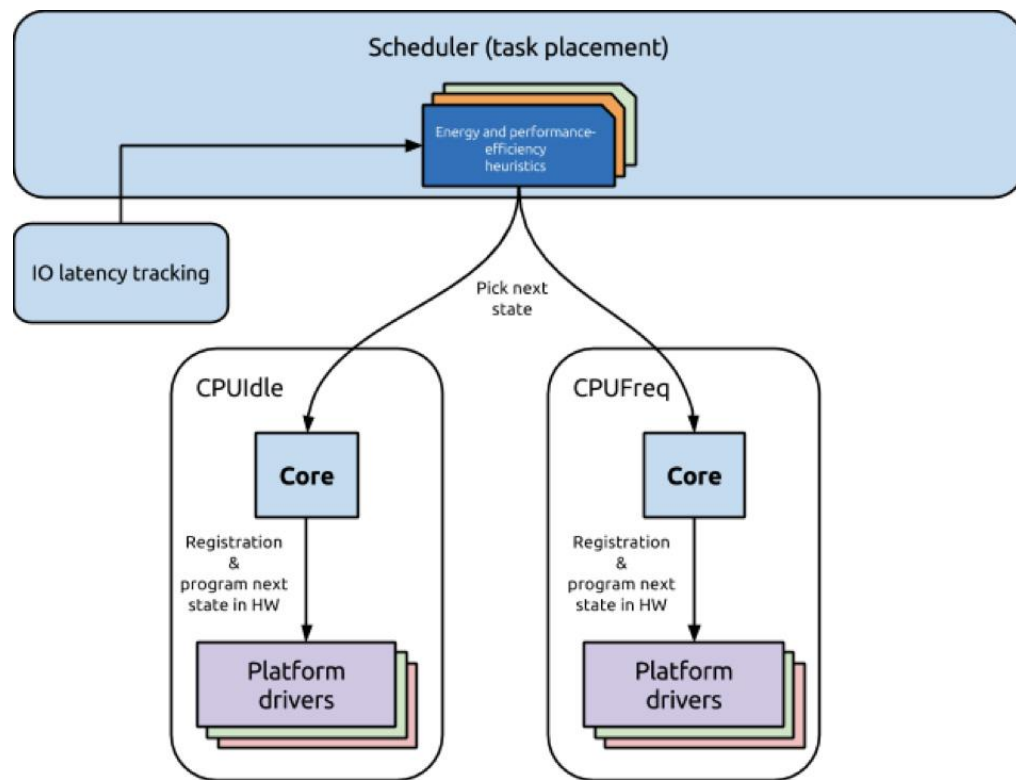 Scheduler (task placement)
Energy and performance-
efficiency
heuristics
IO latency tracking
Pick next
state
CPUIdle
Core
Registration
&
program next
state in HW
Platform
drivers
CPUFreq
Core
Registration
&
program next
state in HW
Platform
drivers